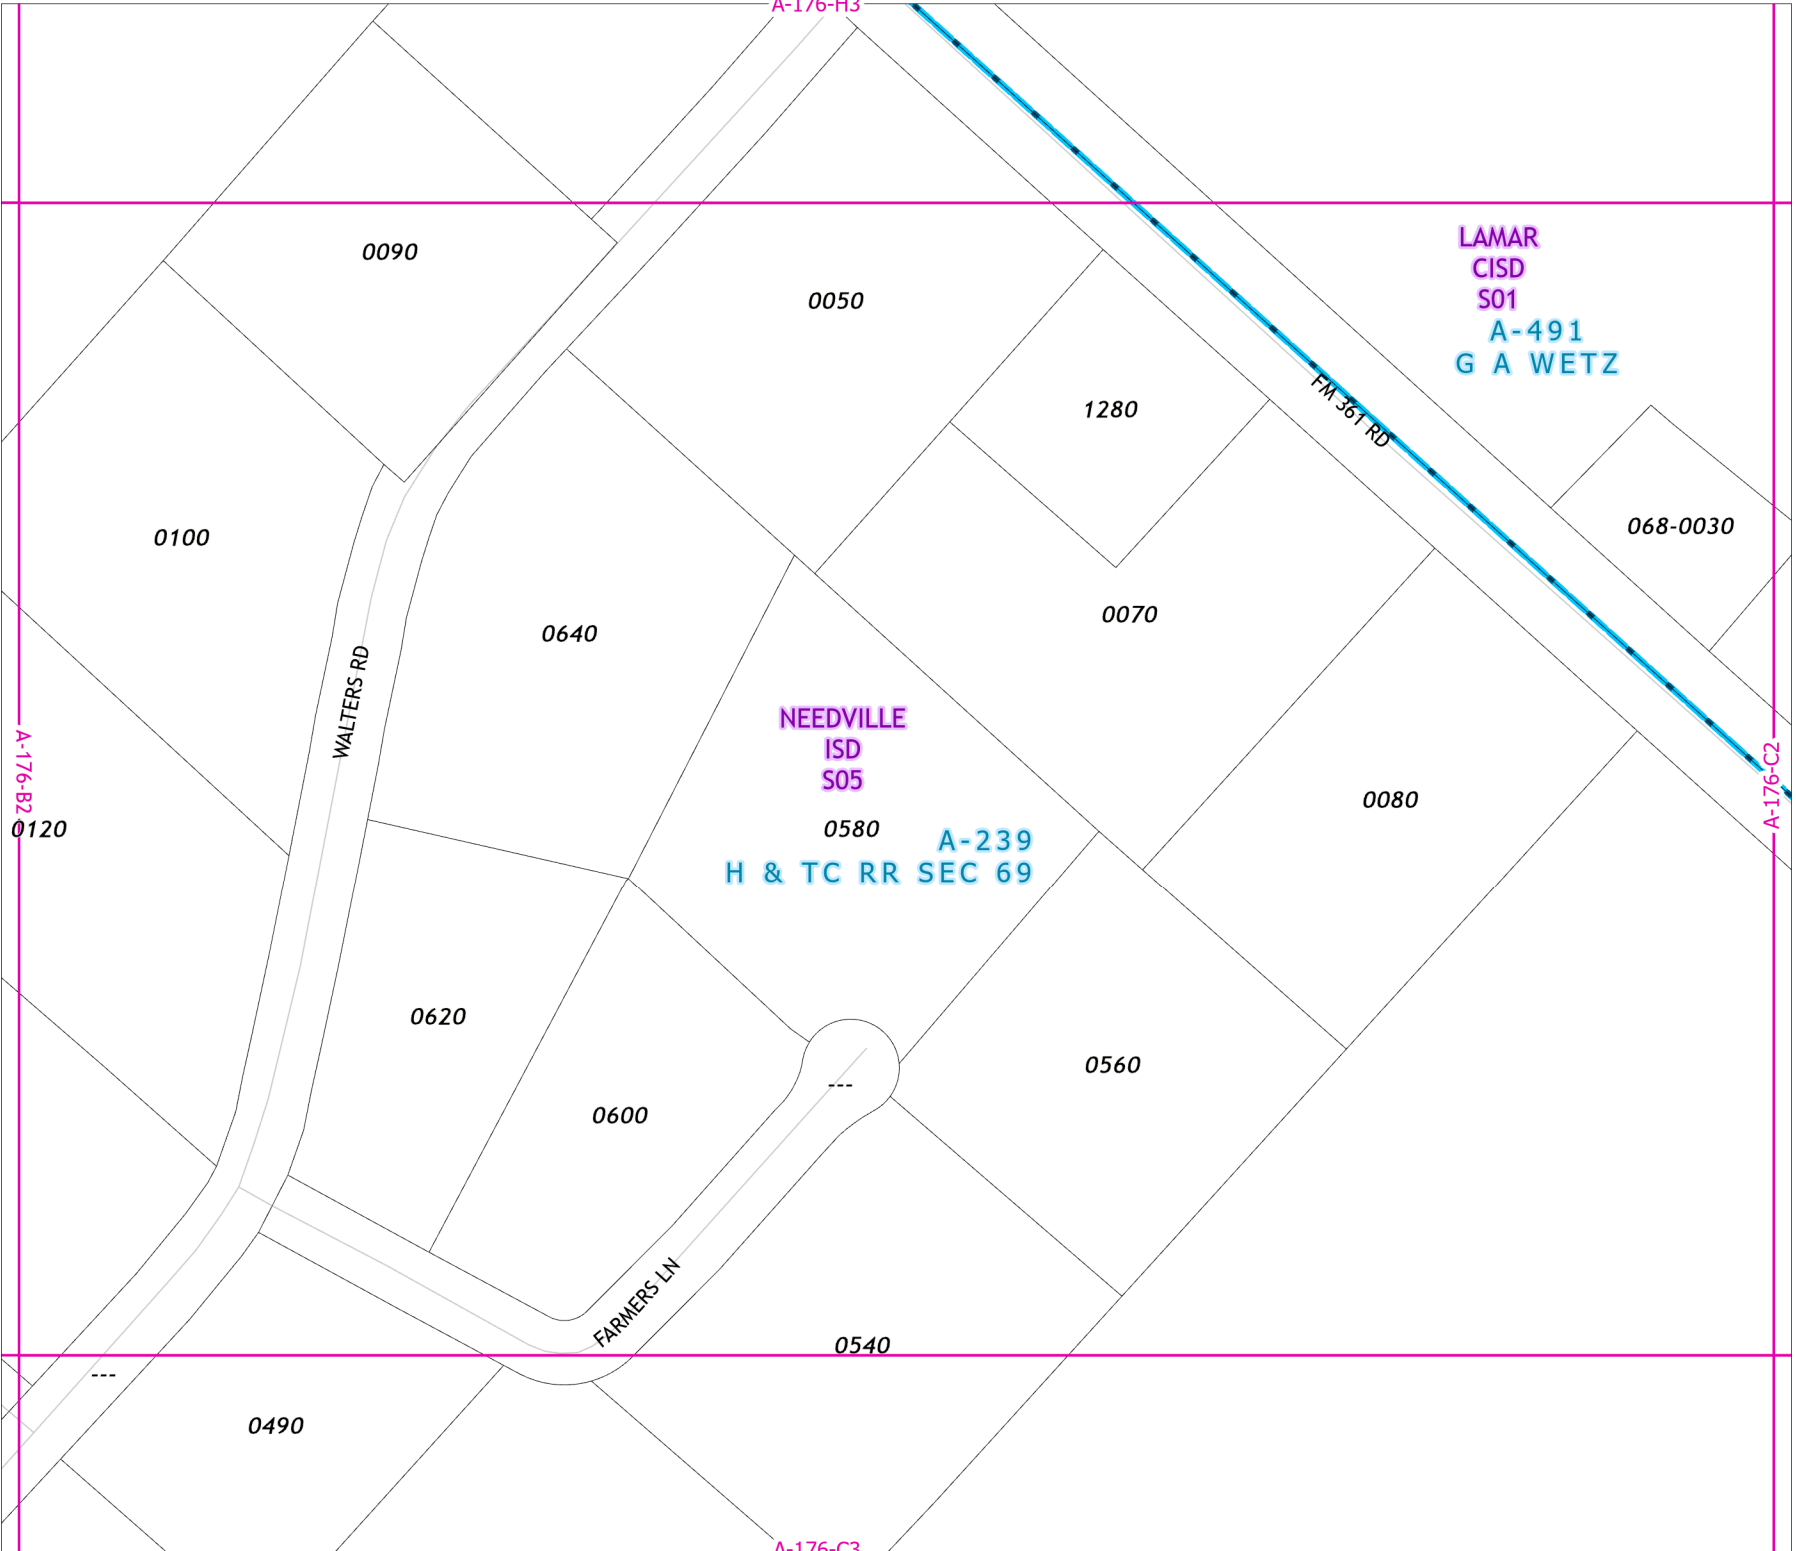 A-176-H3
LAMAR
CISD
S01
A-491
G A WETZ
0090
0050
1280
FM 361 RD
068-0030
0100
0640
0070
WALTERS RD
NEEDVILLE
ISD
S05
A-176-B2
A-176-C2
0080
0120
0580
A-239
H & TC RR SEC 69
0620
0560
---
0600
FARMERS LN
0540
---
0490
A-176-C3